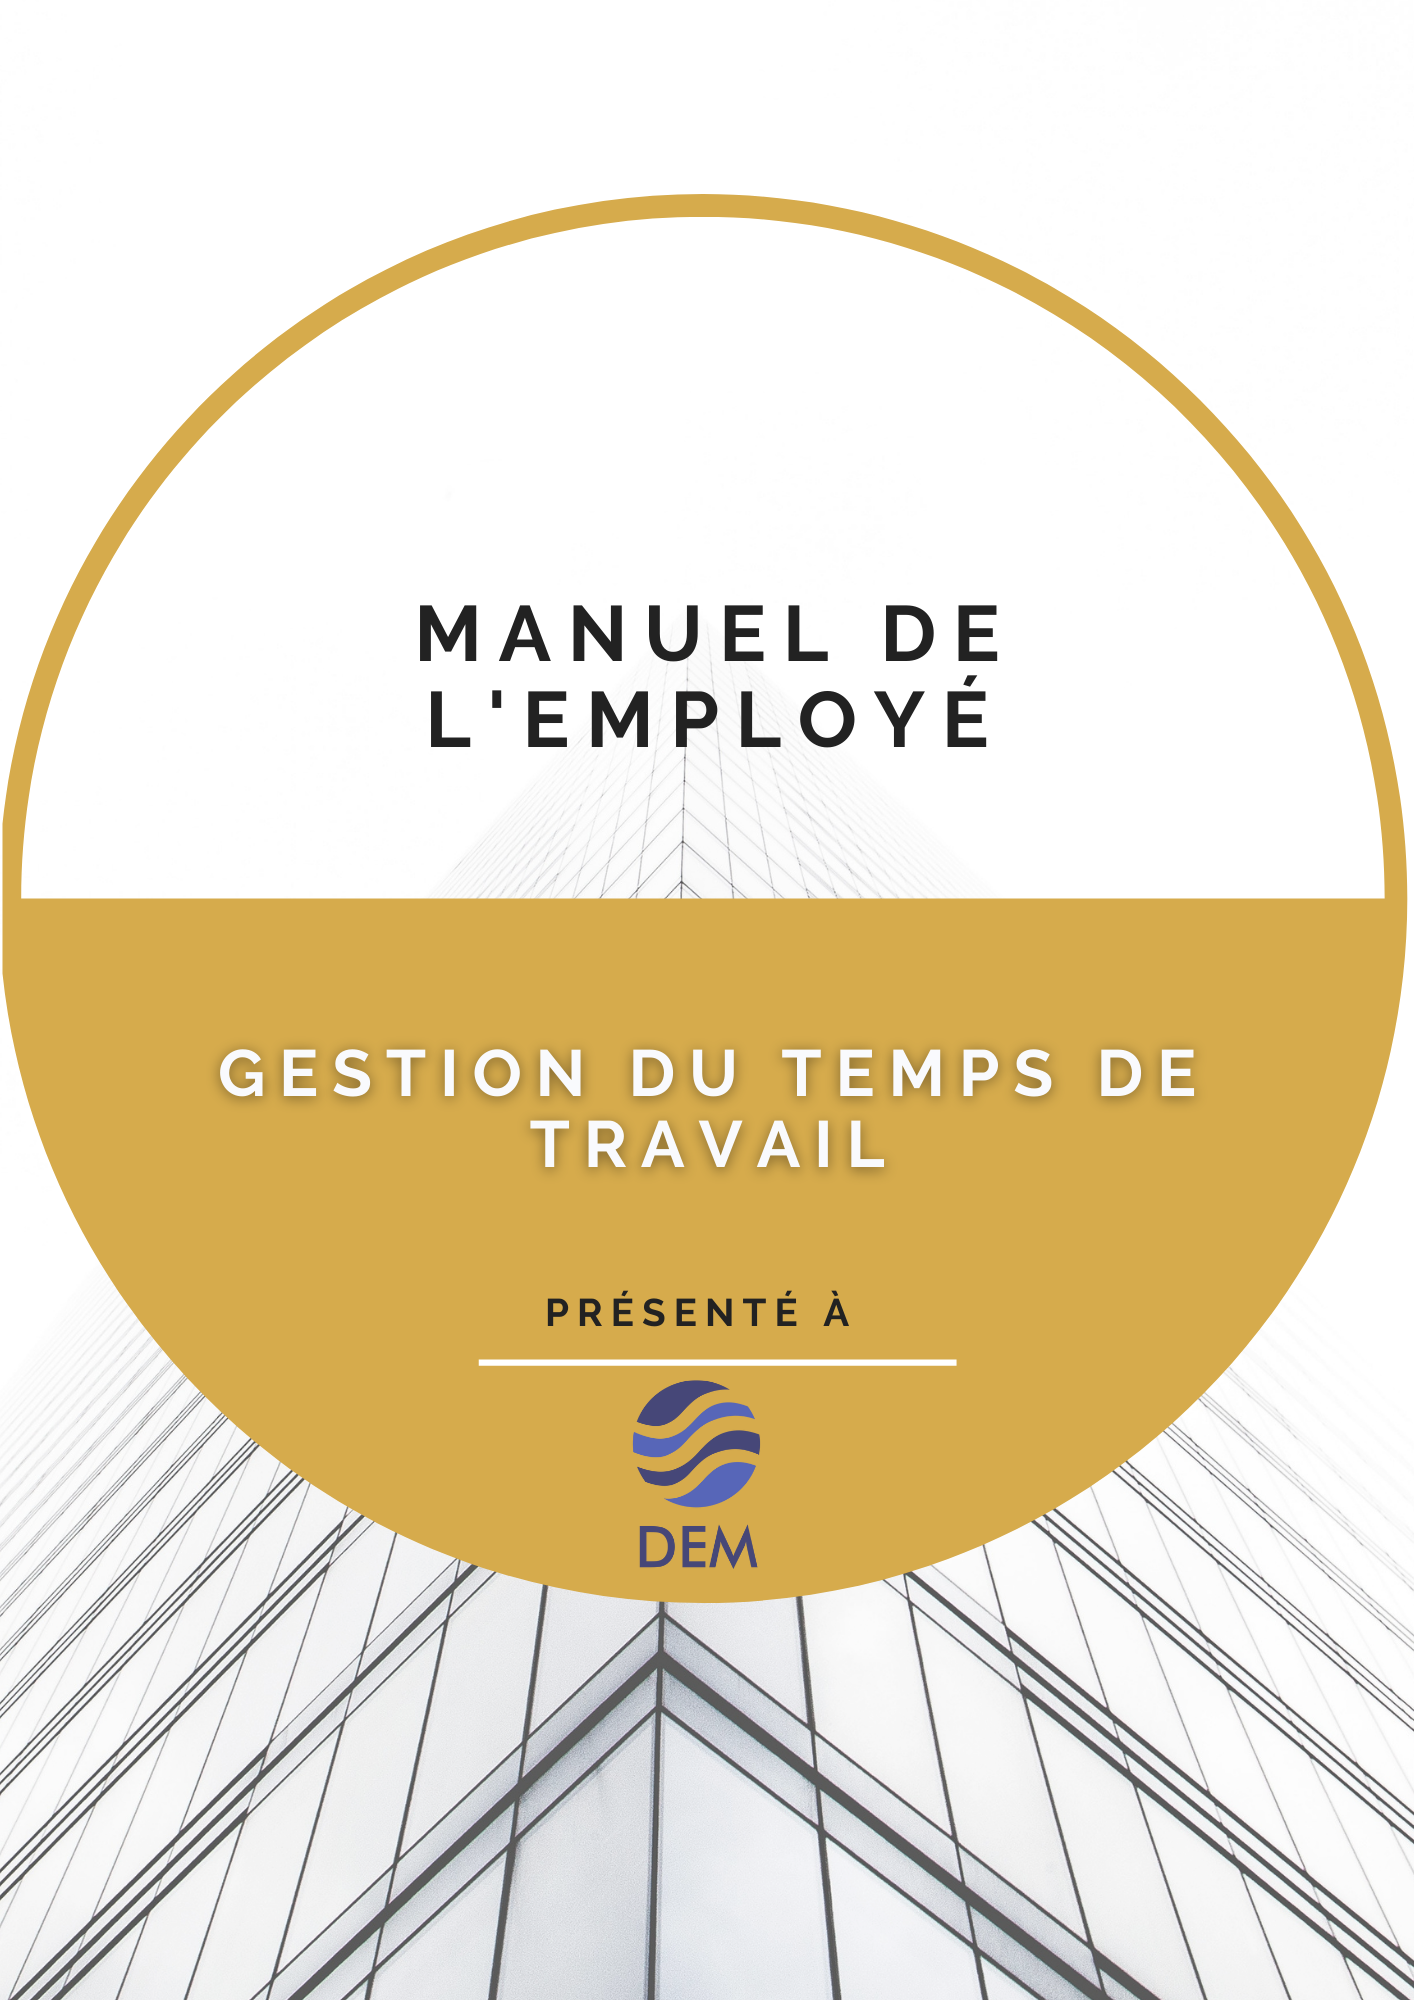 MANUEL DE
L'EMPLOYÉ
GESTION DU TEMPS DE
TRAVAIL
PRÉSENTÉ À
DEM